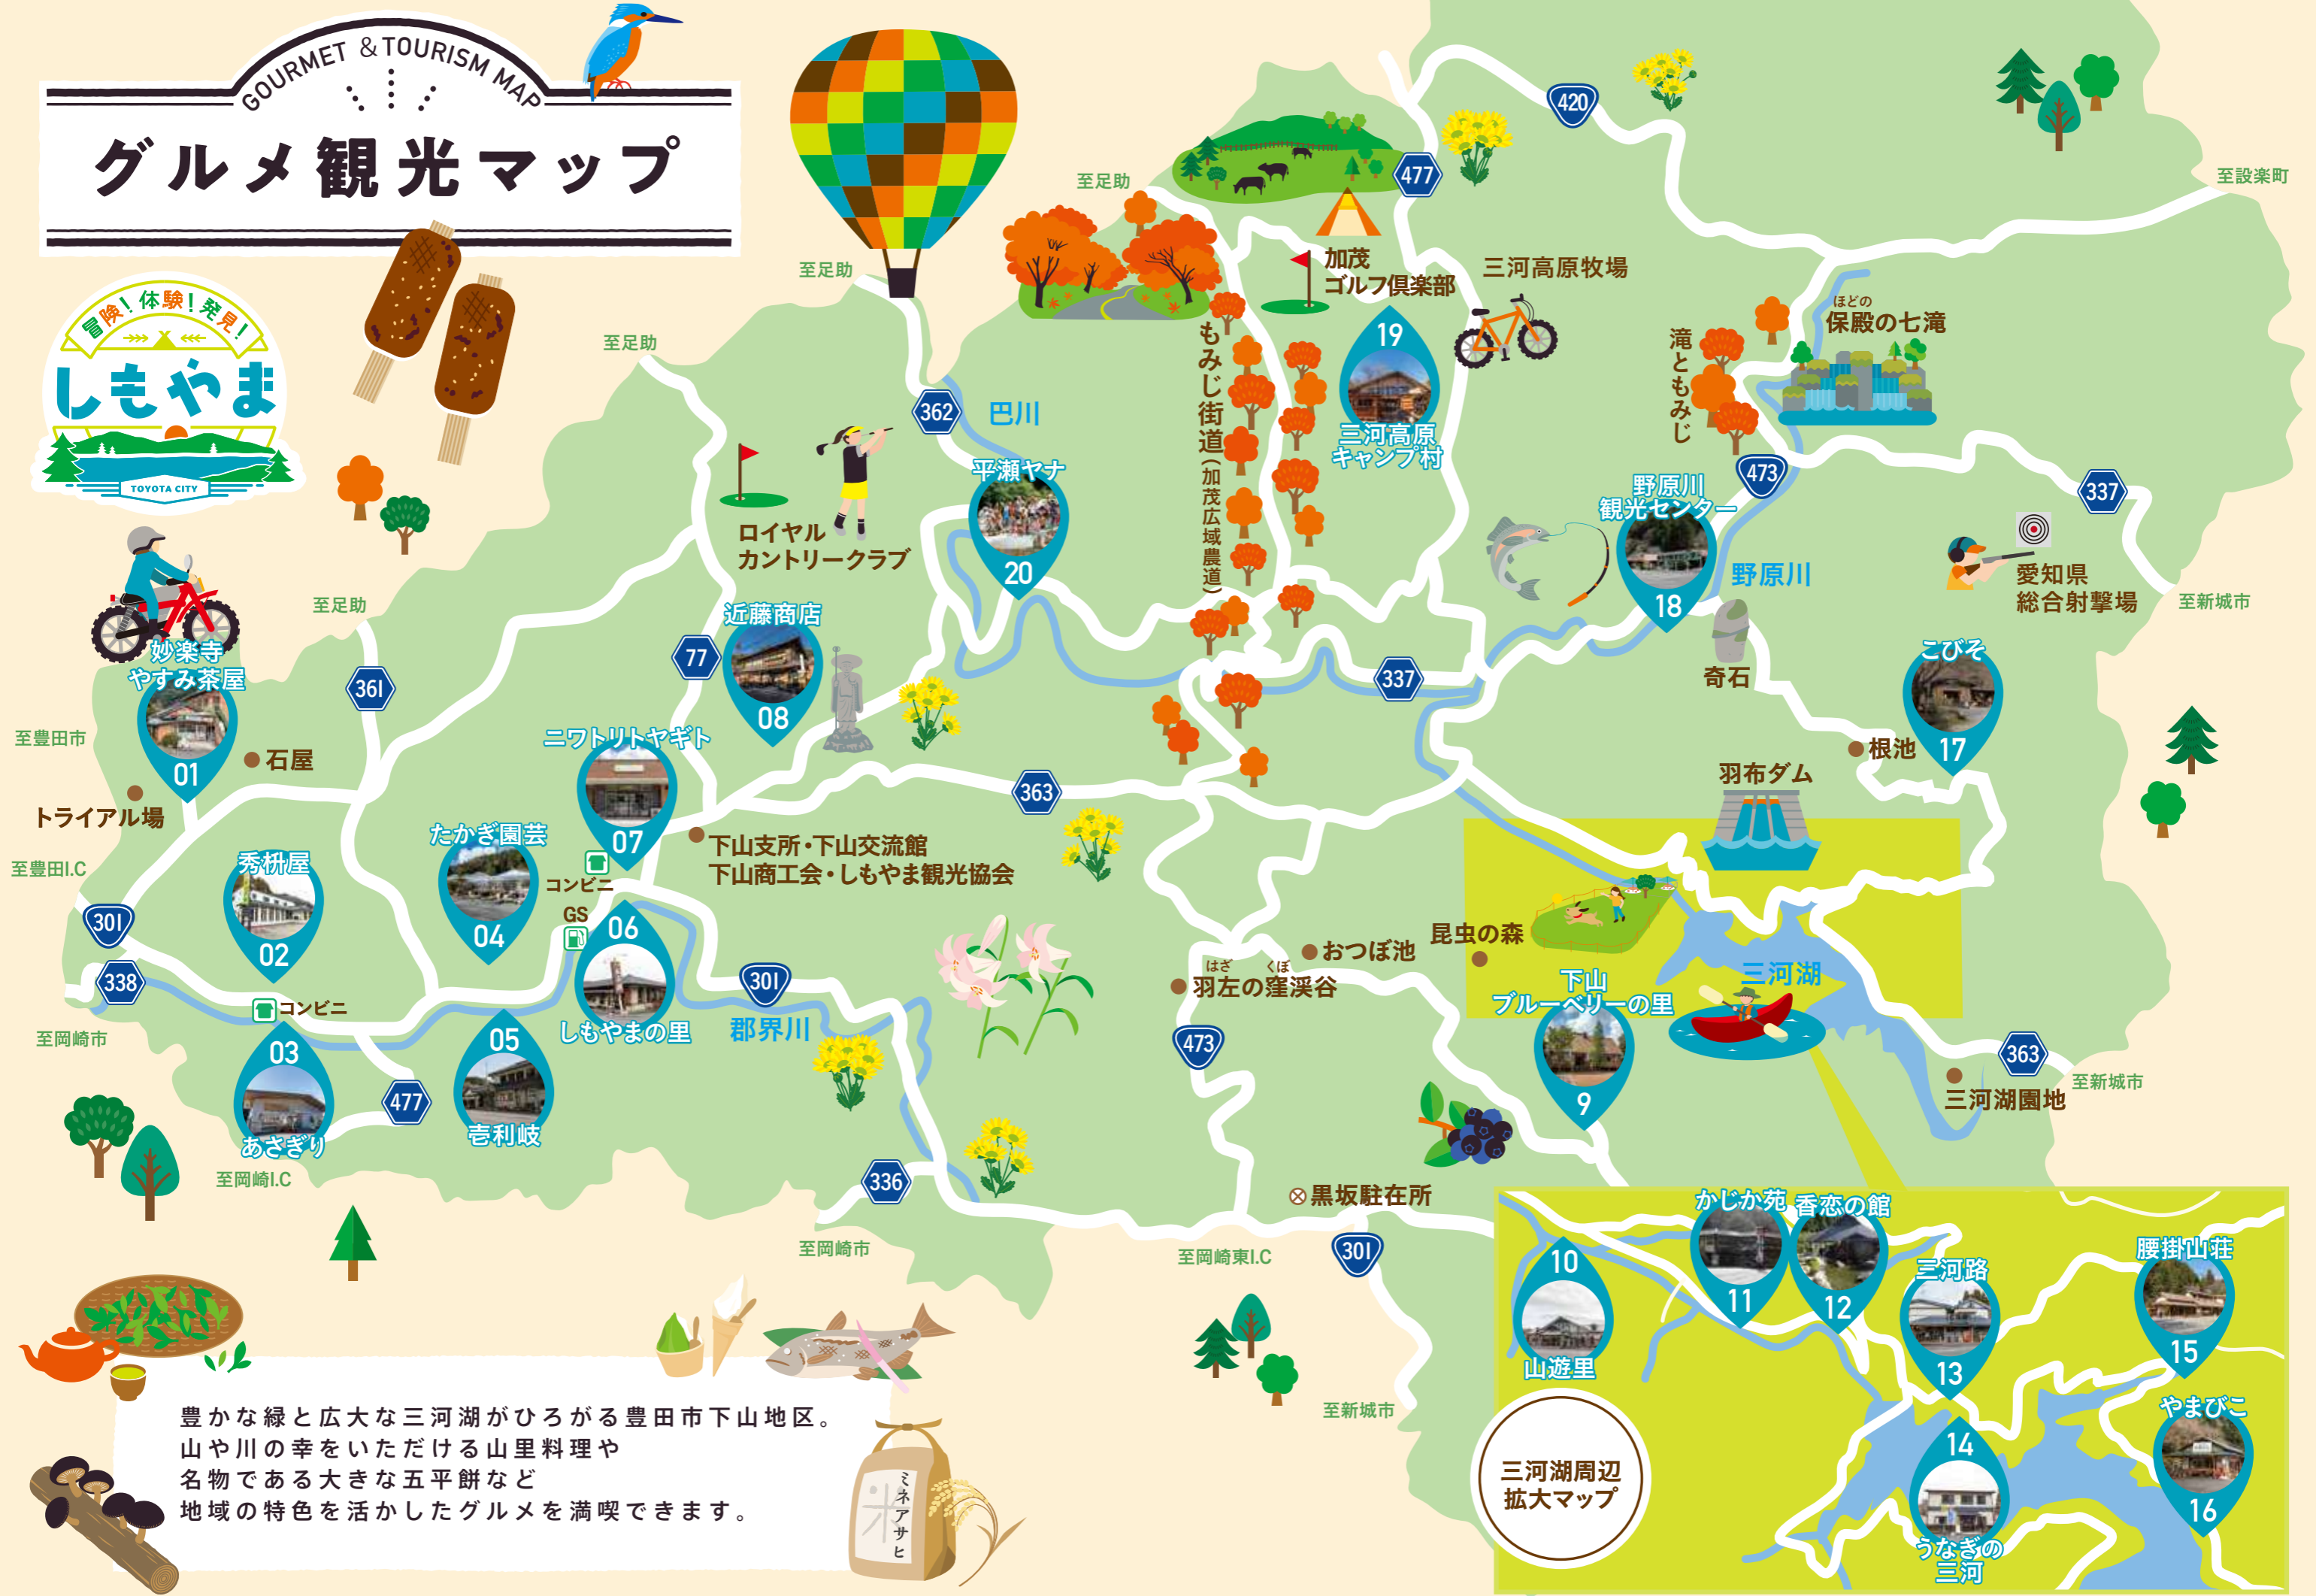 GOURMET & TOURISM MAP
グルメ観光マップ
冒険！体験！発見！
しもやま
TOYOTA CITY
至足助
至足助
至足助
至足助
420
477
至設楽町
加茂
ゴルフ倶楽部
三河高原牧場
19
三河高原
キャンプ村
もみじ街道（加茂広域農道）
滝ともみじ
ほどの
保殿の七滝
473
337
362
巴川
平瀬ヤナ
20
ロイヤル
カントリークラブ
野原川
観光センター
18
野原川
愛知県
総合射撃場
至新城市
奇石
こびそ
17
根池
近藤商店
08
77
361
337
妙楽寺
やすみ茶屋
01
至豊田市
石屋
トライアル場
至豊田I.C
ニワトリトヤギト
07
363
羽布ダム
たかぎ園芸
04
コンビニ
GS
下山支所・下山交流館
下山商工会・しもやま観光協会
秀枡屋
02
301
338
至岡崎市
コンビニ
03
あさぎり
477
至岡崎I.C
05
壱利岐
06
しもやまの里
301
郡界川
336
至岡崎市
昆虫の森
おつぼ池
はざ くぼ
羽左の窪渓谷
473
下山
ブルーベリーの里
9
三河湖
363
至新城市
三河湖園地
黒坂駐在所
至岡崎東I.C
301
至新城市
10
山遊里
かじか苑
11
香恋の館
12
三河路
13
14
うなぎの
三河
腰掛山荘
15
やまびこ
16
三河湖周辺
拡大マップ
豊かな緑と広大な三河湖がひろがる豊田市下山地区。
山や川の幸をいただける山里料理や
名物である大きな五平餅など
地域の特色を活かしたグルメを満喫できます。
米
ミネアサヒ